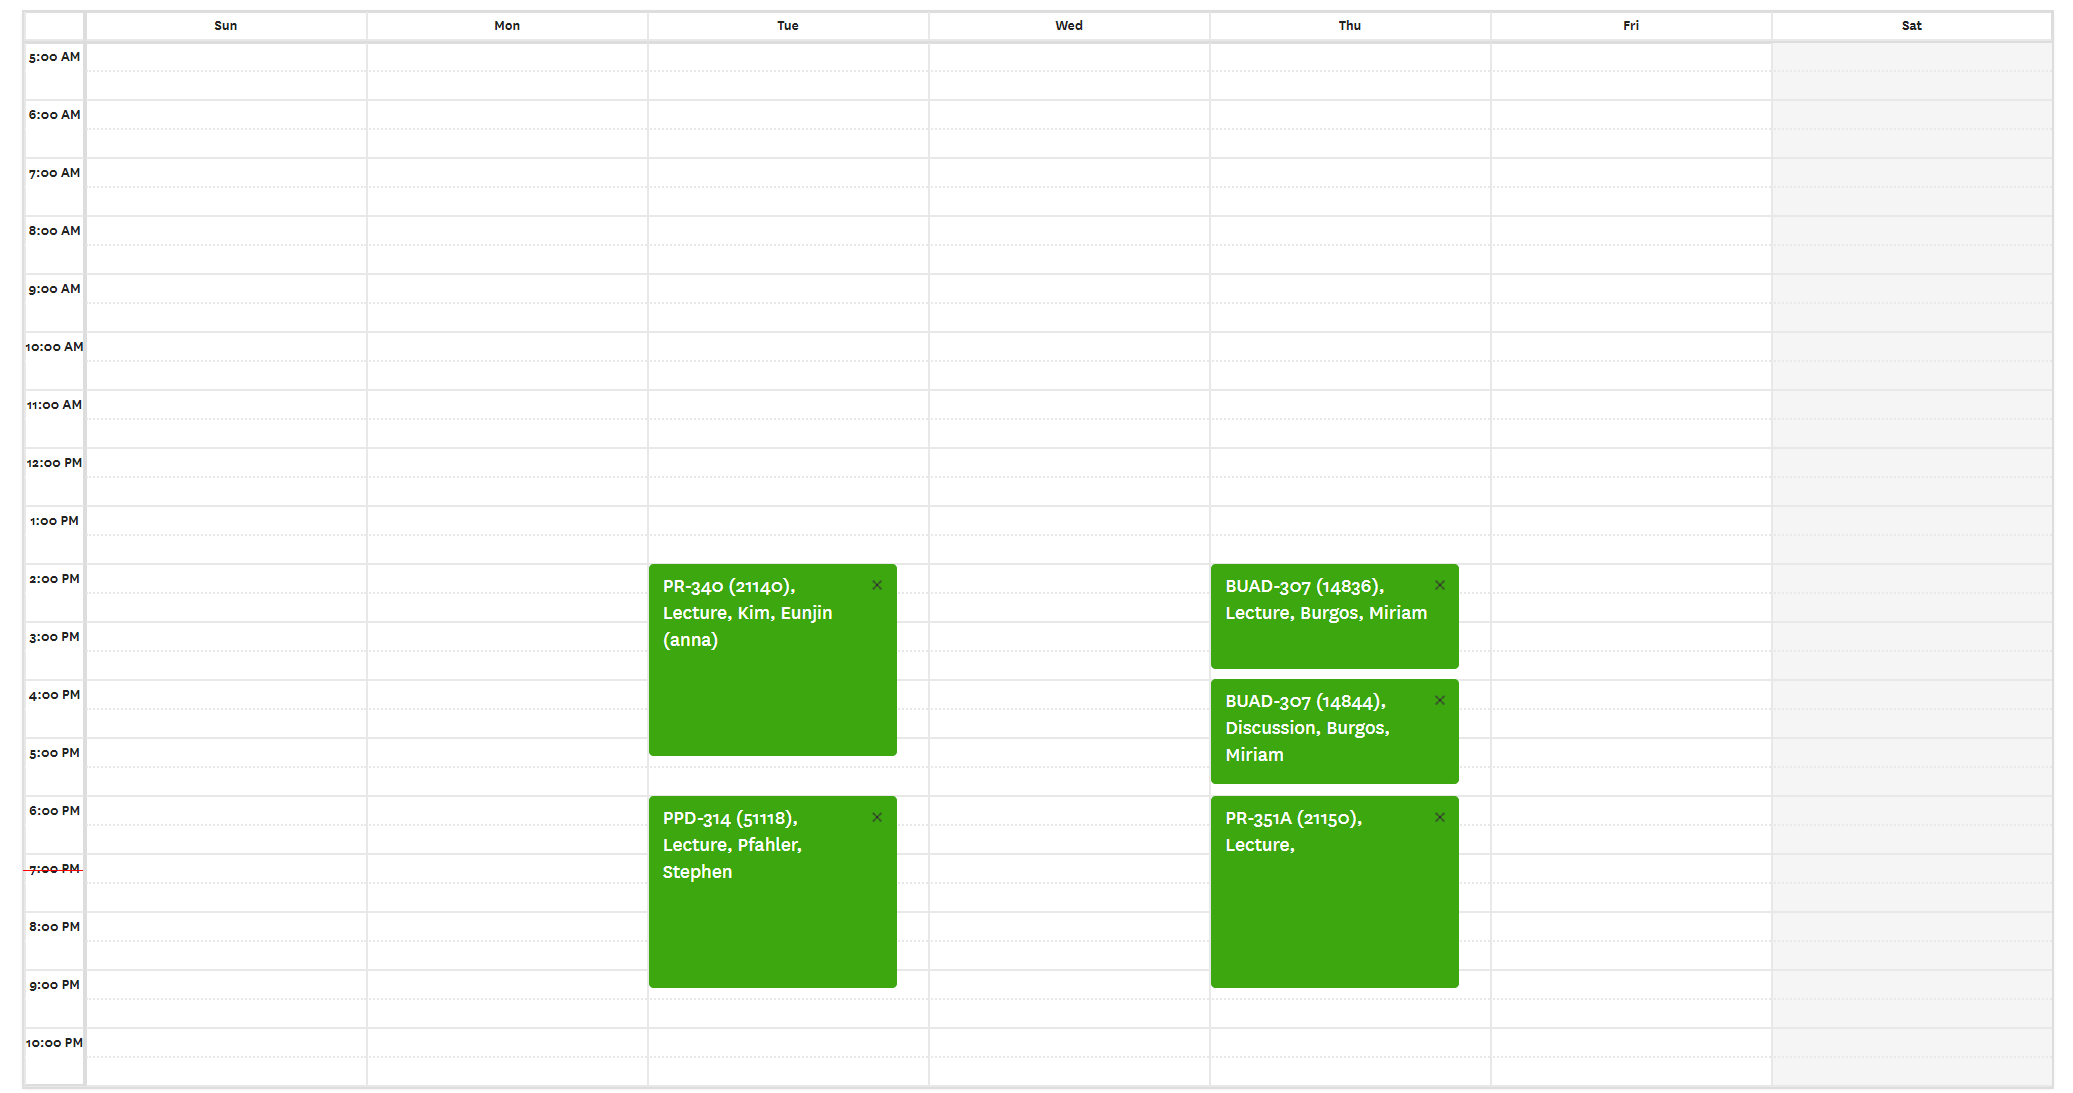 Sun Mon Tue Wed Thu Fri Sat
5:00 AM
6:00 AM
7:00 AM
8:00 AM
9:00 AM
10:00 AM
11:00 AM
12:00 PM
1:00 PM
2:00 PM
3:00 PM
4:00 PM
5:00 PM
6:00 PM
7:00 PM
8:00 PM
9:00 PM
10:00 PM
PR-340 (21140),
Lecture, Kim, Eunjin
(anna)
PPD-314 (51118),
Lecture, Pfahler,
Stephen
BUAD-307 (14836),
Lecture, Burgos, Miriam
BUAD-307 (14844),
Discussion, Burgos,
Miriam
PR-351A (21150),
Lecture,